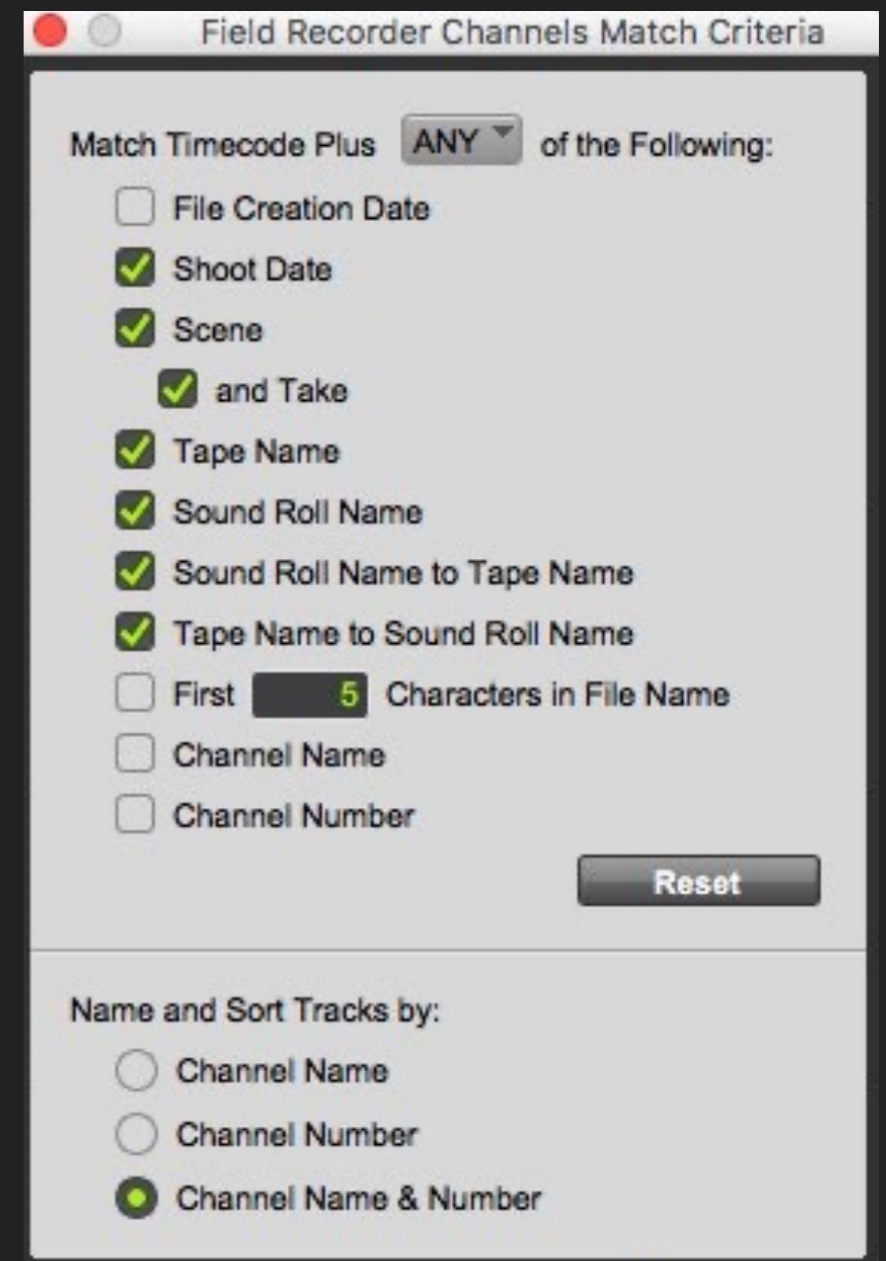 Field Recorder Channels Match Criteria
Match Timecode Plus ANY of the Following:
File Creation Date
Shoot Date
Scene
and Take
Tape Name
Sound Roll Name
Sound Roll Name to Tape Name
Tape Name to Sound Roll Name
First 5 Characters in File Name
Channel Name
Channel Number
Reset
Name and Sort Tracks by:
Channel Name
Channel Number
Channel Name & Number